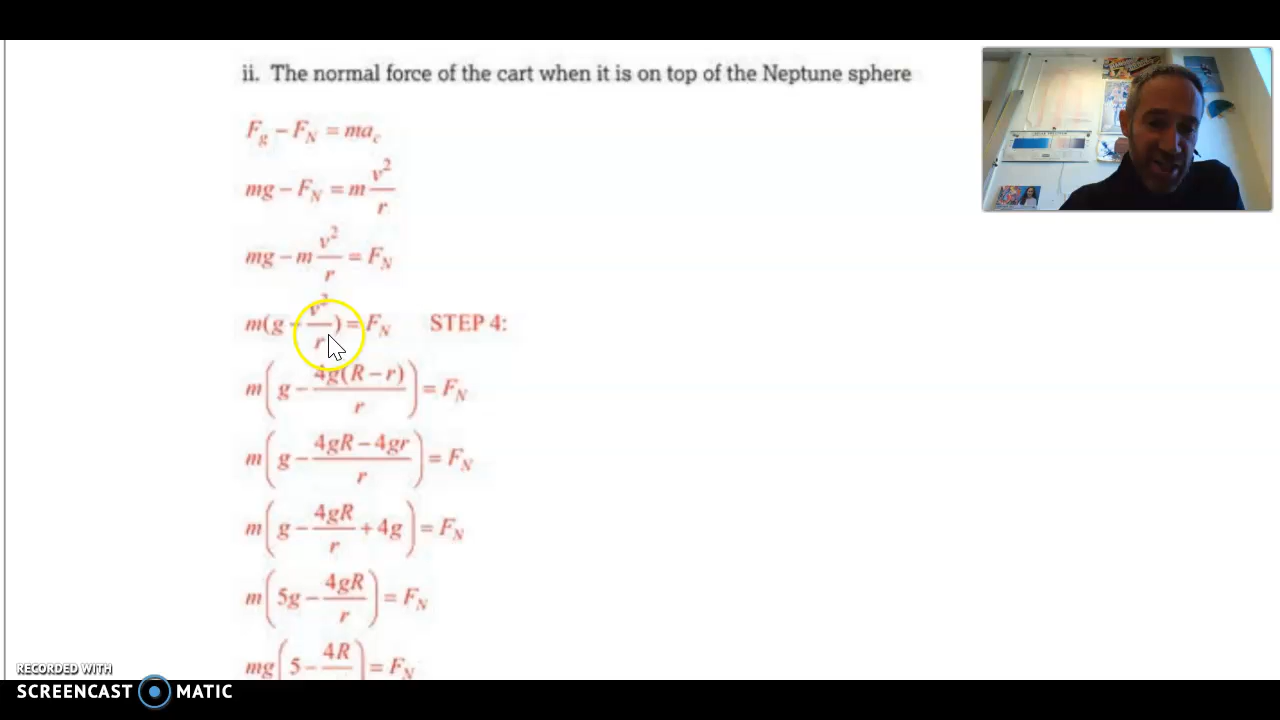 ii. The normal force of the cart when it is on top of the Neptune sphere
F_g − F_N = ma_c
mg − F_N = m v²/r
mg − m v²/r = F_N
m(g − v²/r) = F_N STEP 4:
m(g − 4g(R − r)/r) = F_N
m(g − 4gR − 4gr/r) = F_N
m(g − 4gR/r + 4g) = F_N
m(5g − 4gR/r) = F_N
mg(5 − 4R) = F_N
RECORDED WITH
SCREENCAST MATIC